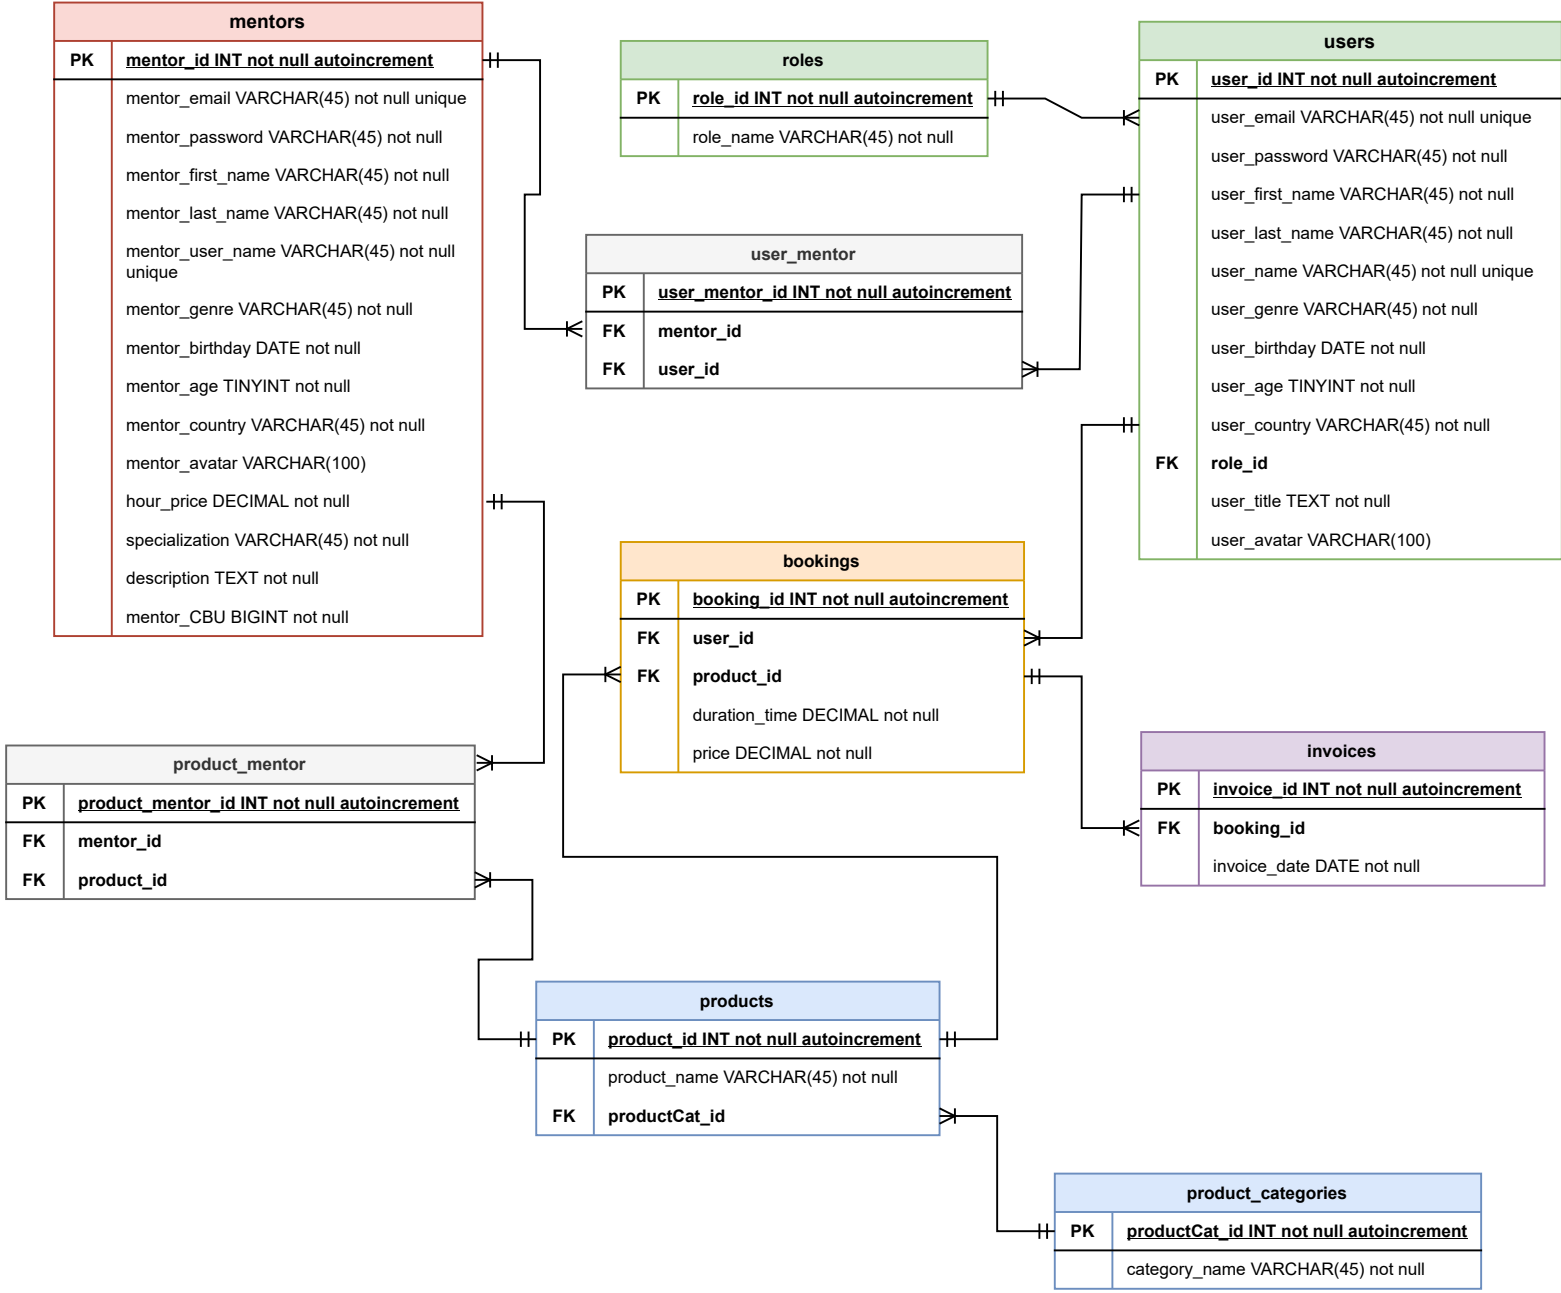 mentors
PK mentor_id INT not null autoincrement
mentor_email VARCHAR(45) not null unique
mentor_password VARCHAR(45) not null
mentor_first_name VARCHAR(45) not null
mentor_last_name VARCHAR(45) not null
mentor_user_name VARCHAR(45) not null
unique
mentor_genre VARCHAR(45) not null
mentor_birthday DATE not null
mentor_age TINYINT not null
mentor_country VARCHAR(45) not null
mentor_avatar VARCHAR(100)
hour_price DECIMAL not null
specialization VARCHAR(45) not null
description TEXT not null
mentor_CBU BIGINT not null
roles
PK role_id INT not null autoincrement
role_name VARCHAR(45) not null
users
PK user_id INT not null autoincrement
user_email VARCHAR(45) not null unique
user_password VARCHAR(45) not null
user_first_name VARCHAR(45) not null
user_last_name VARCHAR(45) not null
user_name VARCHAR(45) not null unique
user_genre VARCHAR(45) not null
user_birthday DATE not null
user_age TINYINT not null
user_country VARCHAR(45) not null
FK role_id
user_title TEXT not null
user_avatar VARCHAR(100)
user_mentor
PK user_mentor_id INT not null autoincrement
FK mentor_id
FK user_id
bookings
PK booking_id INT not null autoincrement
FK user_id
FK product_id
duration_time DECIMAL not null
price DECIMAL not null
product_mentor
PK product_mentor_id INT not null autoincrement
FK mentor_id
FK product_id
invoices
PK invoice_id INT not null autoincrement
FK booking_id
invoice_date DATE not null
products
PK product_id INT not null autoincrement
product_name VARCHAR(45) not null
FK productCat_id
product_categories
PK productCat_id INT not null autoincrement
category_name VARCHAR(45) not null